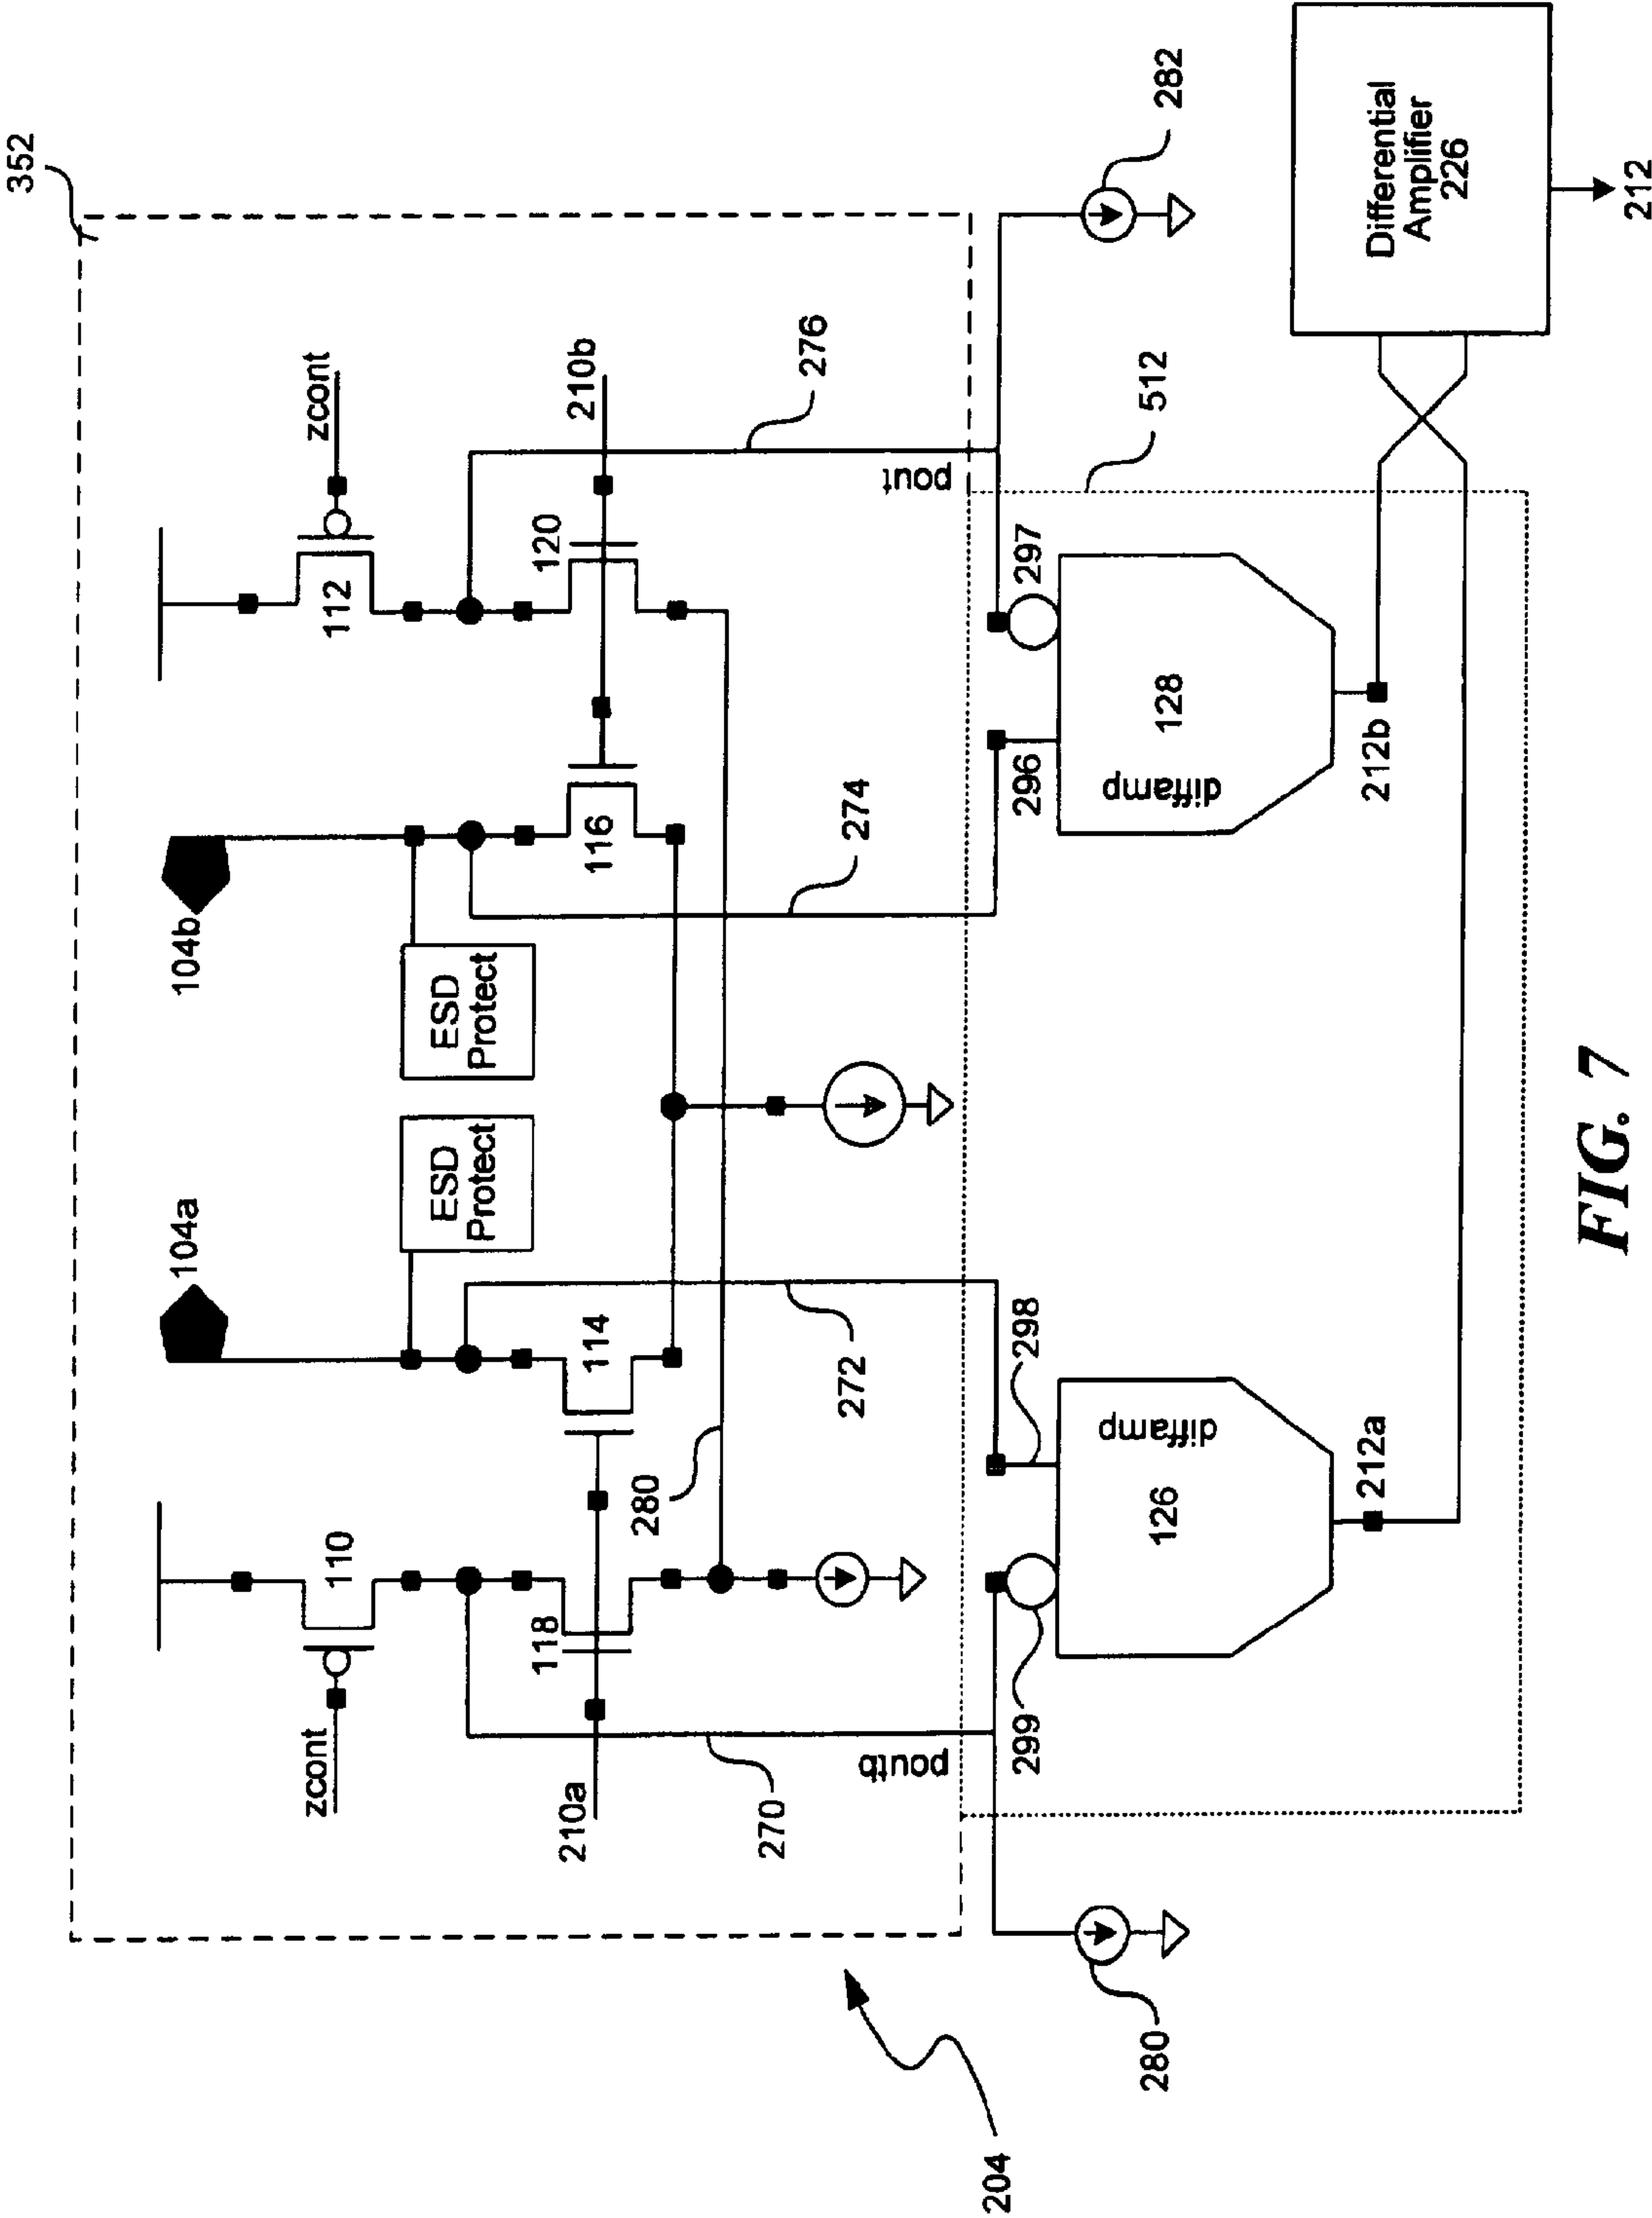 352
zcont
112
120
210b
276
pout
282
104b
ESD
Protect
116
274
104a
ESD
Protect
114
272
280
zcont
110
118
210a
270
poutb
297
296
128
diffamp
212b
512
Differential
Amplifier
226
212
298
299
126
diffamp
212a
280
204
FIG. 7